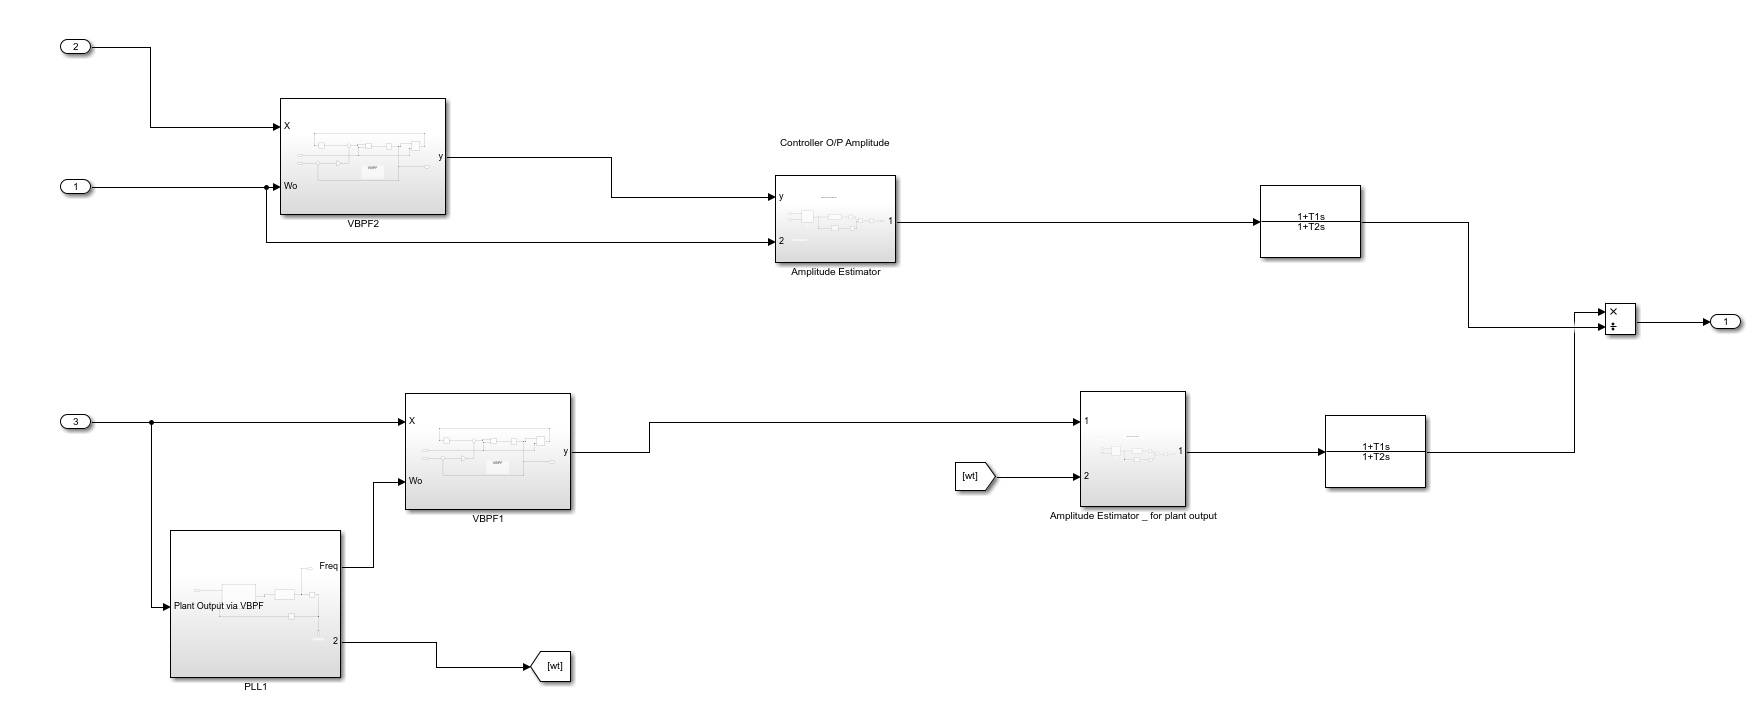 2
X
y
1
Wo
VBPF
VBPF2
Controller O/P Amplitude
y
2
1
Amplitude Estimator
1+T1s
1+T2s
×
÷
1
3
X
y
Wo
VBPF
VBPF1
[wt]
1
2
1
Amplitude Estimator _ for plant output
1+T1s
1+T2s
Freq
Plant Output via VBPF
2
PLL1
[wt]